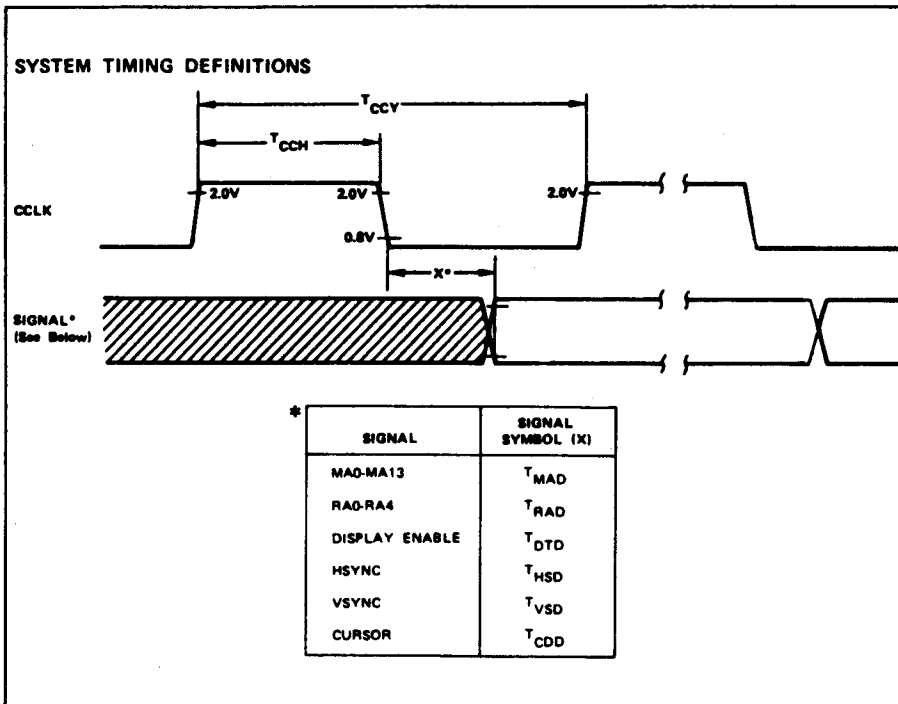 SYSTEM TIMING DEFINITIONS
TCCY
TCCH
2.0V 2.0V 2.0V
CCLK
0.8V
X*
SIGNAL*
(See Below)
*
SIGNAL SIGNAL SYMBOL (X)
MA0-MA13 TMAD
RA0-RA4 TRAD
DISPLAY ENABLE TDTD
HSYNC THSD
VSYNC TVSD
CURSOR TCDD